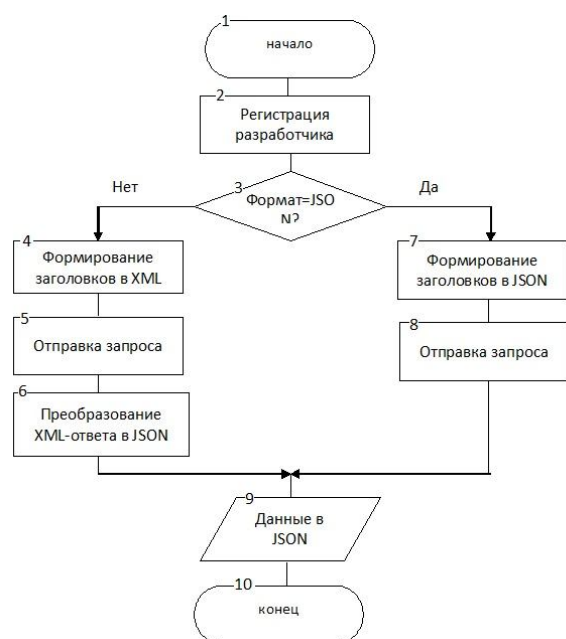 1
начало
2
Регистрация
разработчика
3
Формат=JSO
N?
Нет
Да
4
Формирование
заголовков в XML
5
Отправка запроса
6
Преобразование
XML-ответа в JSON
7
Формирование
заголовков в JSON
8
Отправка запроса
9
Данные в
JSON
10
конец